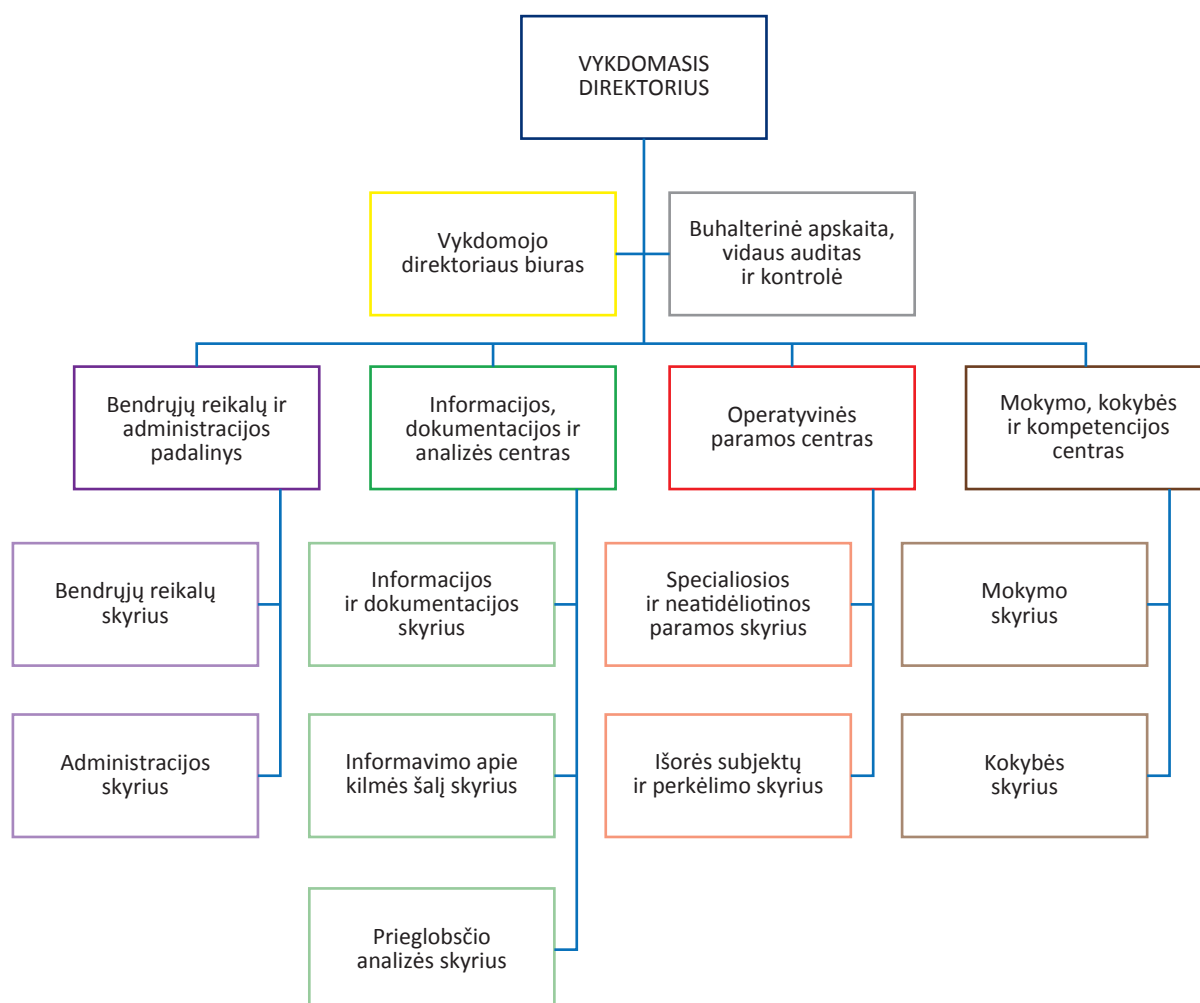 VYKDOMASIS
DIREKTORIUS
Vykdomojo
direktoriaus biuras
Buhalterinė apskaita,
vidaus auditas
ir kontrolė
Bendrųjų reikalų ir
administracijos
padalinys
Informacijos,
dokumentacijos ir
analizės centras
Operatyvinės
paramos centras
Mokymo, kokybės
ir kompetencijos
centras
Bendrųjų reikalų
skyrius
Informacijos
ir dokumentacijos
skyrius
Specialiosios
ir neatidėliotinos
paramos skyrius
Mokymo
skyrius
Administracijos
skyrius
Informavimo apie
kilmės šalį skyrius
Išorės subjektų
ir perkėlimo skyrius
Kokybės
skyrius
Prieglobsčio
analizės skyrius